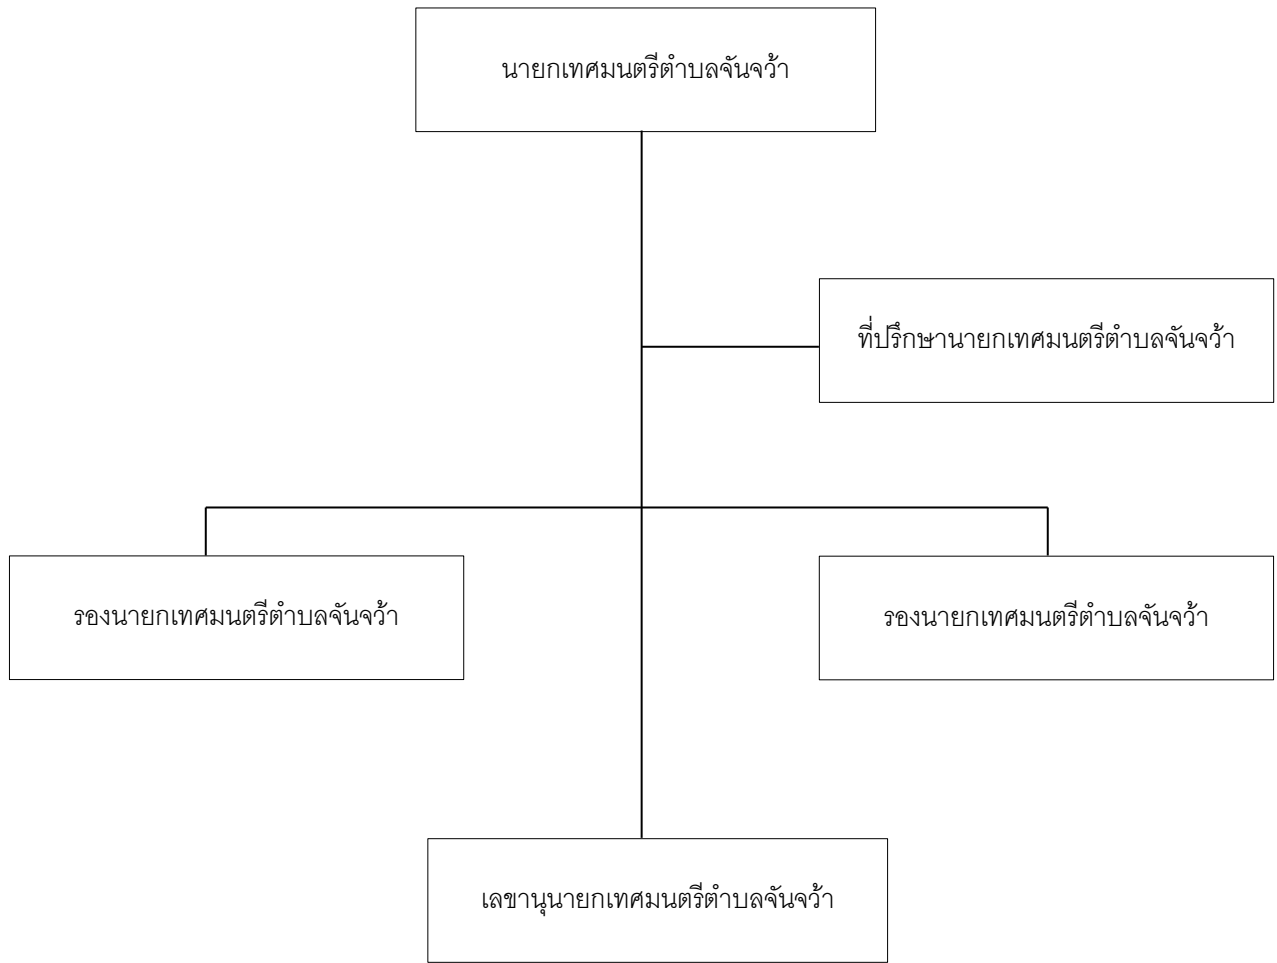 นายกเทศมนตรีตำบลจันจว้า
ที่ปรึกษานายกเทศมนตรีตำบลจันจว้า
รองนายกเทศมนตรีตำบลจันจว้า
รองนายกเทศมนตรีตำบลจันจว้า
เลขานุนายกเทศมนตรีตำบลจันจว้า